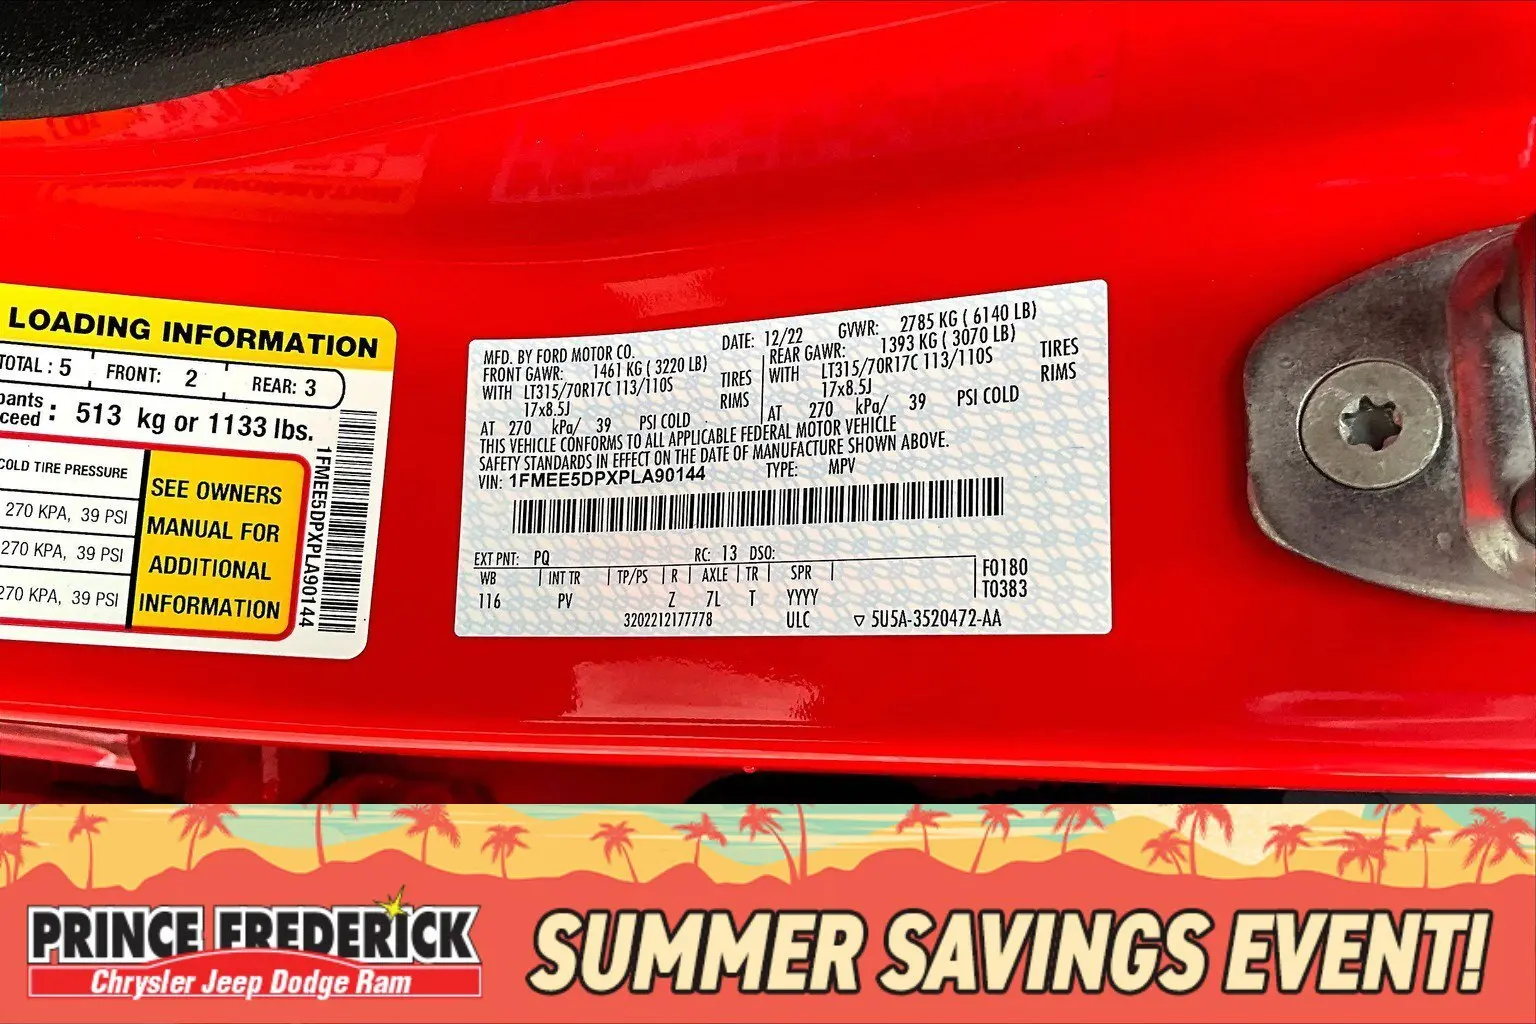 LOADING INFORMATION
TOTAL : 5 FRONT: 2 REAR: 3
513 kg or 1133 lbs.
COLD TIRE PRESSURE
270 KPA, 39 PSI
270 KPA, 39 PSI
270 KPA, 39 PSI
SEE OWNERS
MANUAL FOR
ADDITIONAL
INFORMATION
1FMEE5DPXPLA90144
MFD. BY FORD MOTOR CO. DATE: 12/22 GVWR: 2785 KG ( 6140 LB)
FRONT GAWR: 1461 KG ( 3220 LB) REAR GAWR: 1393 KG ( 3070 LB)
WITH LT315/70R17C 113/110S TIRES WITH LT315/70R17C 113/110S TIRES
17x8.5J RIMS 17x8.5J RIMS
AT 270 kPa/ 39 PSI COLD AT 270 kPa/ 39 PSI COLD
THIS VEHICLE CONFORMS TO ALL APPLICABLE FEDERAL MOTOR VEHICLE
SAFETY STANDARDS IN EFFECT ON THE DATE OF MANUFACTURE SHOWN ABOVE.
VIN: 1FMEE5DPXPLA90144 TYPE: MPV
EXT PNT: PQ RC: 13 DSO:
WB INT TR TP/PS R AXLE TR SPR F0180
116 PV Z 7L T YYYY T0383
3202212177778 ULC ▽ 5U5A-3520472-AA
PRINCE FREDERICK
Chrysler Jeep Dodge Ram
SUMMER SAVINGS EVENT!